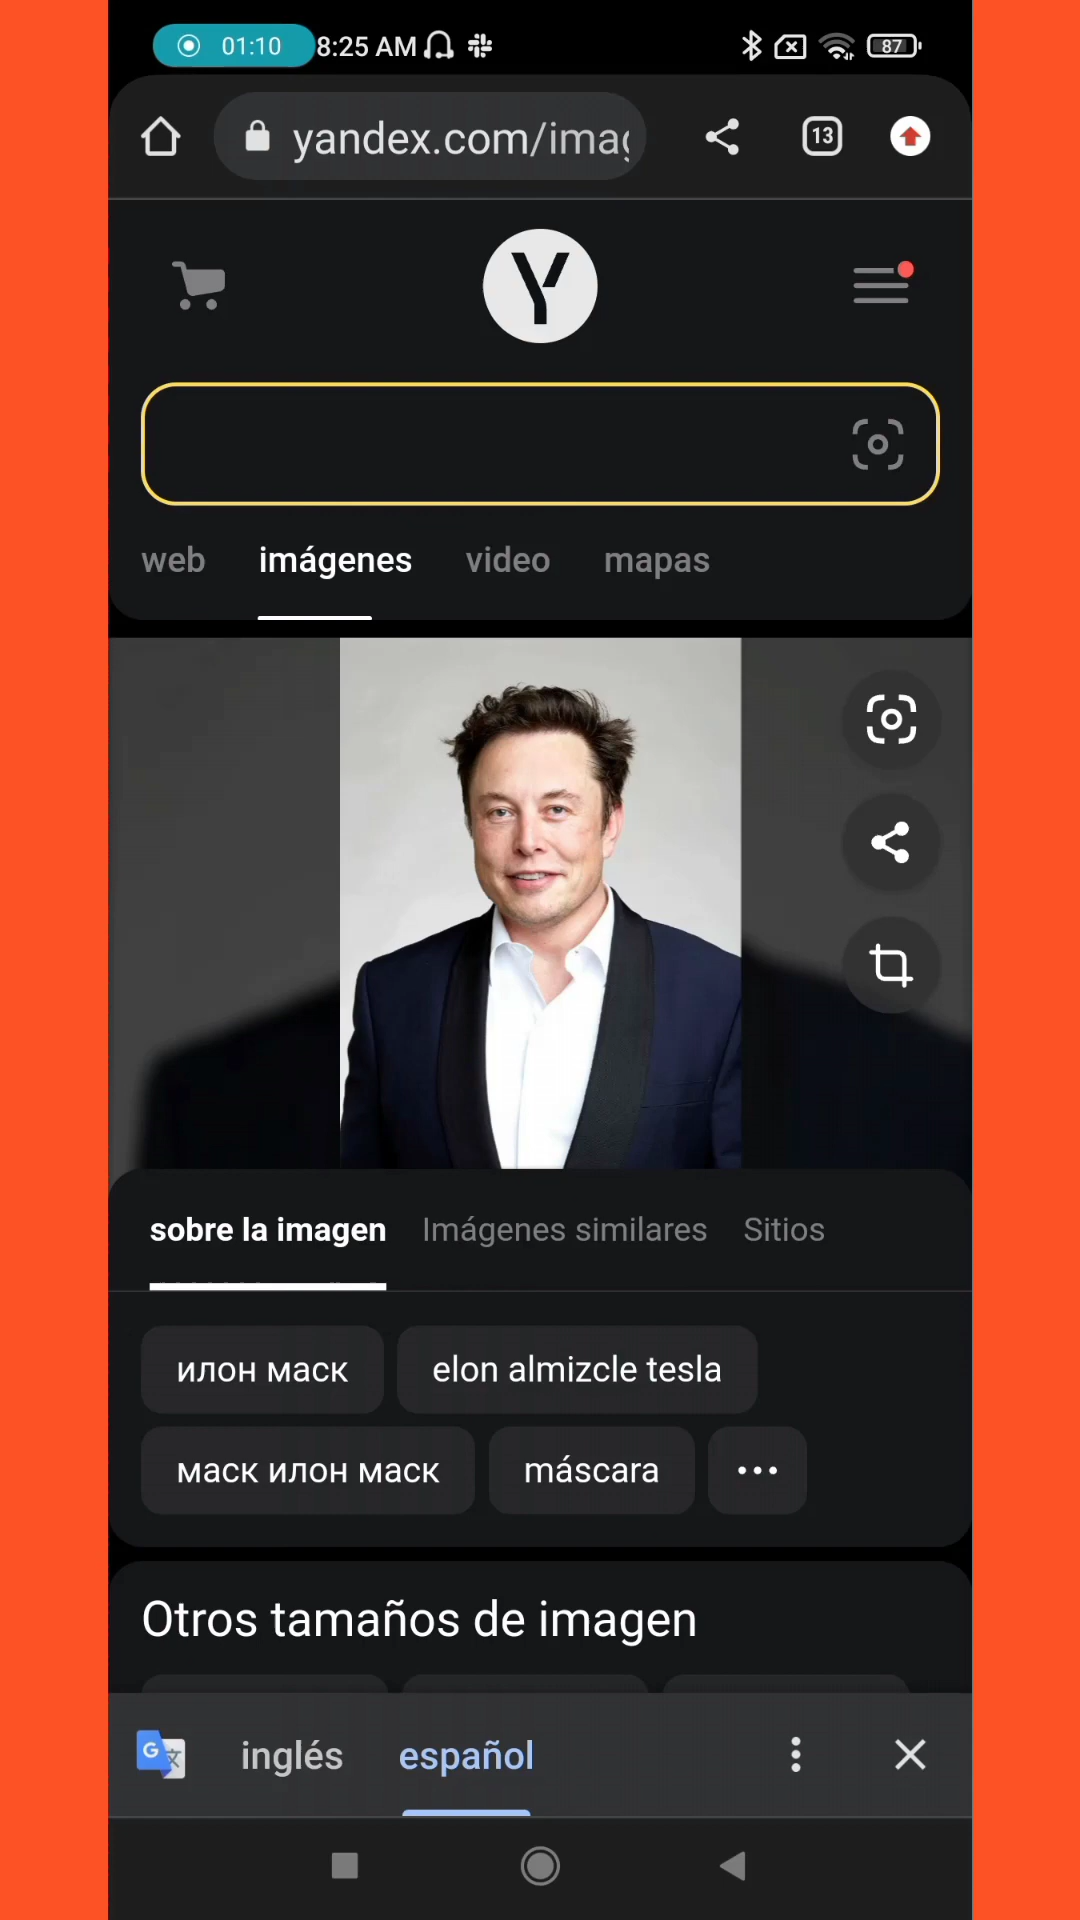 01:10 8:25 AM 87
yandex.com/imag 13
Y
web imágenes video mapas
sobre la imagen Imágenes similares Sitios
илон маск elon almizcle tesla
маск илон маск máscara ...
Otros tamaños de imagen
G 文 inglés español